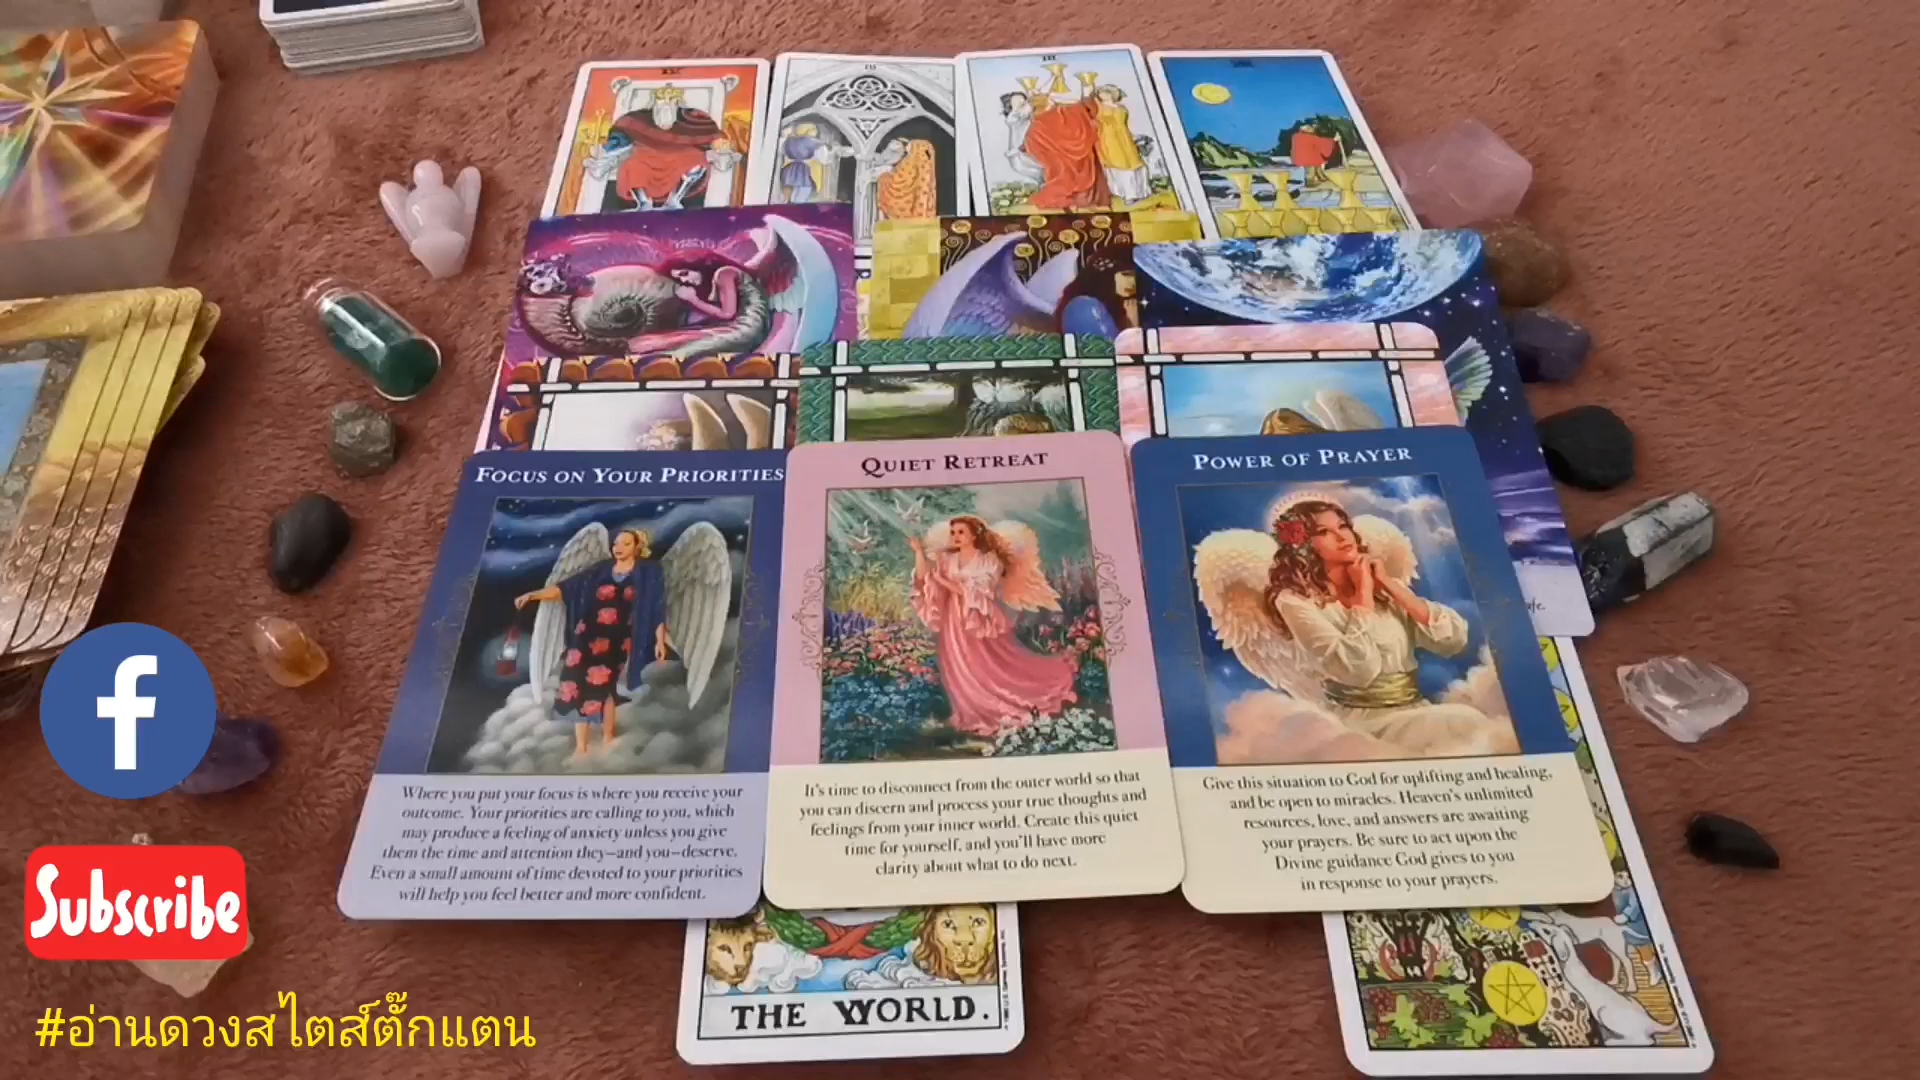 III
III
FOCUS ON YOUR PRIORITIES
QUIET RETREAT
POWER OF PRAYER
Where you put your focus is where you receive your
outcome. Your priorities are calling to you, which
may produce a feeling of anxiety unless you give
them the time and attention they—and you—deserve.
Even a small amount of time devoted to your priorities
will help you feel better and more confident.
It's time to disconnect from the outer world so that
you can discern and process your true thoughts and
feelings from your inner world. Create this quiet
time for yourself, and you'll have more
clarity about what to do next.
Give this situation to God for uplifting and healing,
and be open to miracles. Heaven's unlimited
resources, love, and answers are awaiting
your prayers. Be sure to act upon the
Divine guidance God gives to you
in response to your prayers.
THE WORLD.
f
Subscribe
#อ่านดวงสไตส์ตั๊กแตน